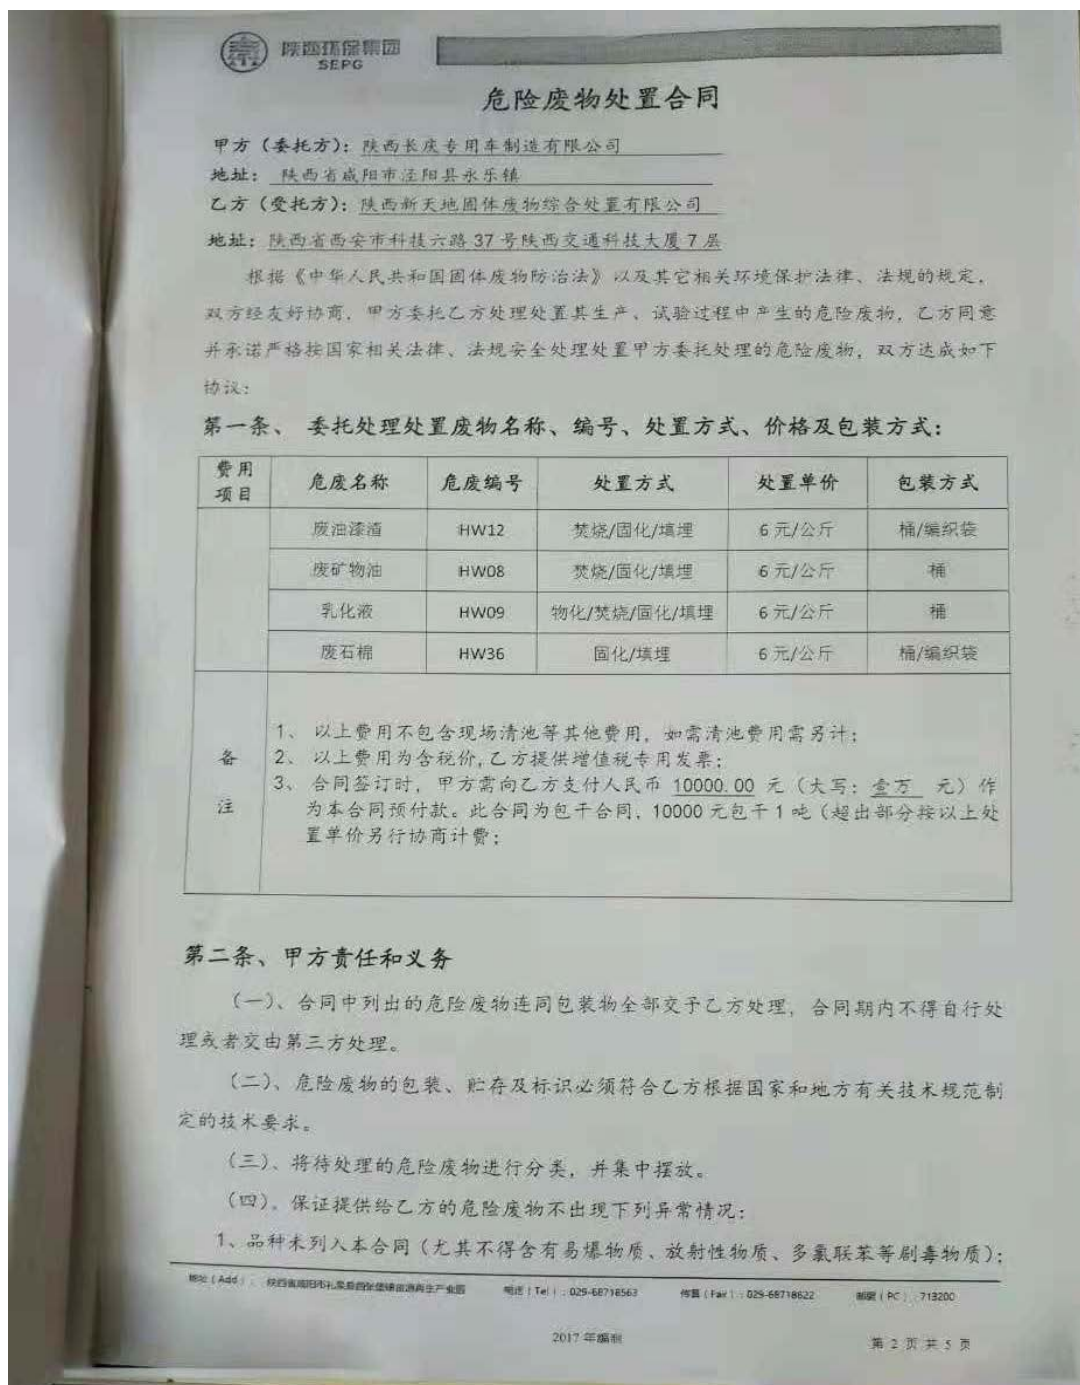 陕西环保集团
SEPG
危险废物处置合同
甲方（委托方）：陕西长庆专用车制造有限公司
地址： 陕西省咸阳市泾阳县永乐镇
乙方（受托方）：陕西新天地固体废物综合处置有限公司
地址：陕西省西安市科技六路 37 号陕西交通科技大厦 7 层
根据《中华人民共和国固体废物防治法》以及其它相关环境保护法律、法规的规定，
双方经友好协商，甲方委托乙方处理处置其生产、试验过程中产生的危险废物，乙方同意
并承诺严格按国家相关法律、法规安全处理处置甲方委托处理的危险废物，双方达成如下
协议：
第一条、 委托处理处置废物名称、编号、处置方式、价格及包装方式：
费用项目 危废名称 危废编号 处置方式 处置单价 包装方式
废油漆渣 HW12 焚烧/固化/填埋 6 元/公斤 桶/编织袋
废矿物油 HW08 焚烧/固化/填埋 6 元/公斤 桶
乳化液 HW09 物化/焚烧/固化/填埋 6 元/公斤 桶
废石棉 HW36 固化/填埋 6 元/公斤 桶/编织袋
备注
1、 以上费用不包含现场清池等其他费用，如需清池费用需另计；
2、 以上费用为含税价，乙方提供增值税专用发票；
3、 合同签订时，甲方需向乙方支付人民币 10000.00 元（大写：壹万 元）作
为本合同预付款。此合同为包干合同，10000 元包干 1 吨（超出部分按以上处
置单价另行协商计费；
第二条、甲方责任和义务
（一）、合同中列出的危险废物连同包装物全部交予乙方处理，合同期内不得自行处
理或者交由第三方处理。
（二）、危险废物的包装、贮存及标识必须符合乙方根据国家和地方有关技术规范制
定的技术要求。
（三）、将待处理的危险废物进行分类，并集中摆放。
（四）、保证提供给乙方的危险废物不出现下列异常情况：
1、品种未列入本合同（尤其不得含有易爆物质、放射性物质、多氯联苯等剧毒物质）；
地址（Add）： 陕西省咸阳市礼泉县西张堡镇资源再生产业园 电话（Tel）：029-68718563 传真（Fax）：029-68718622 邮编（PC）：713200
2017 年编制
第 2 页 共 5 页